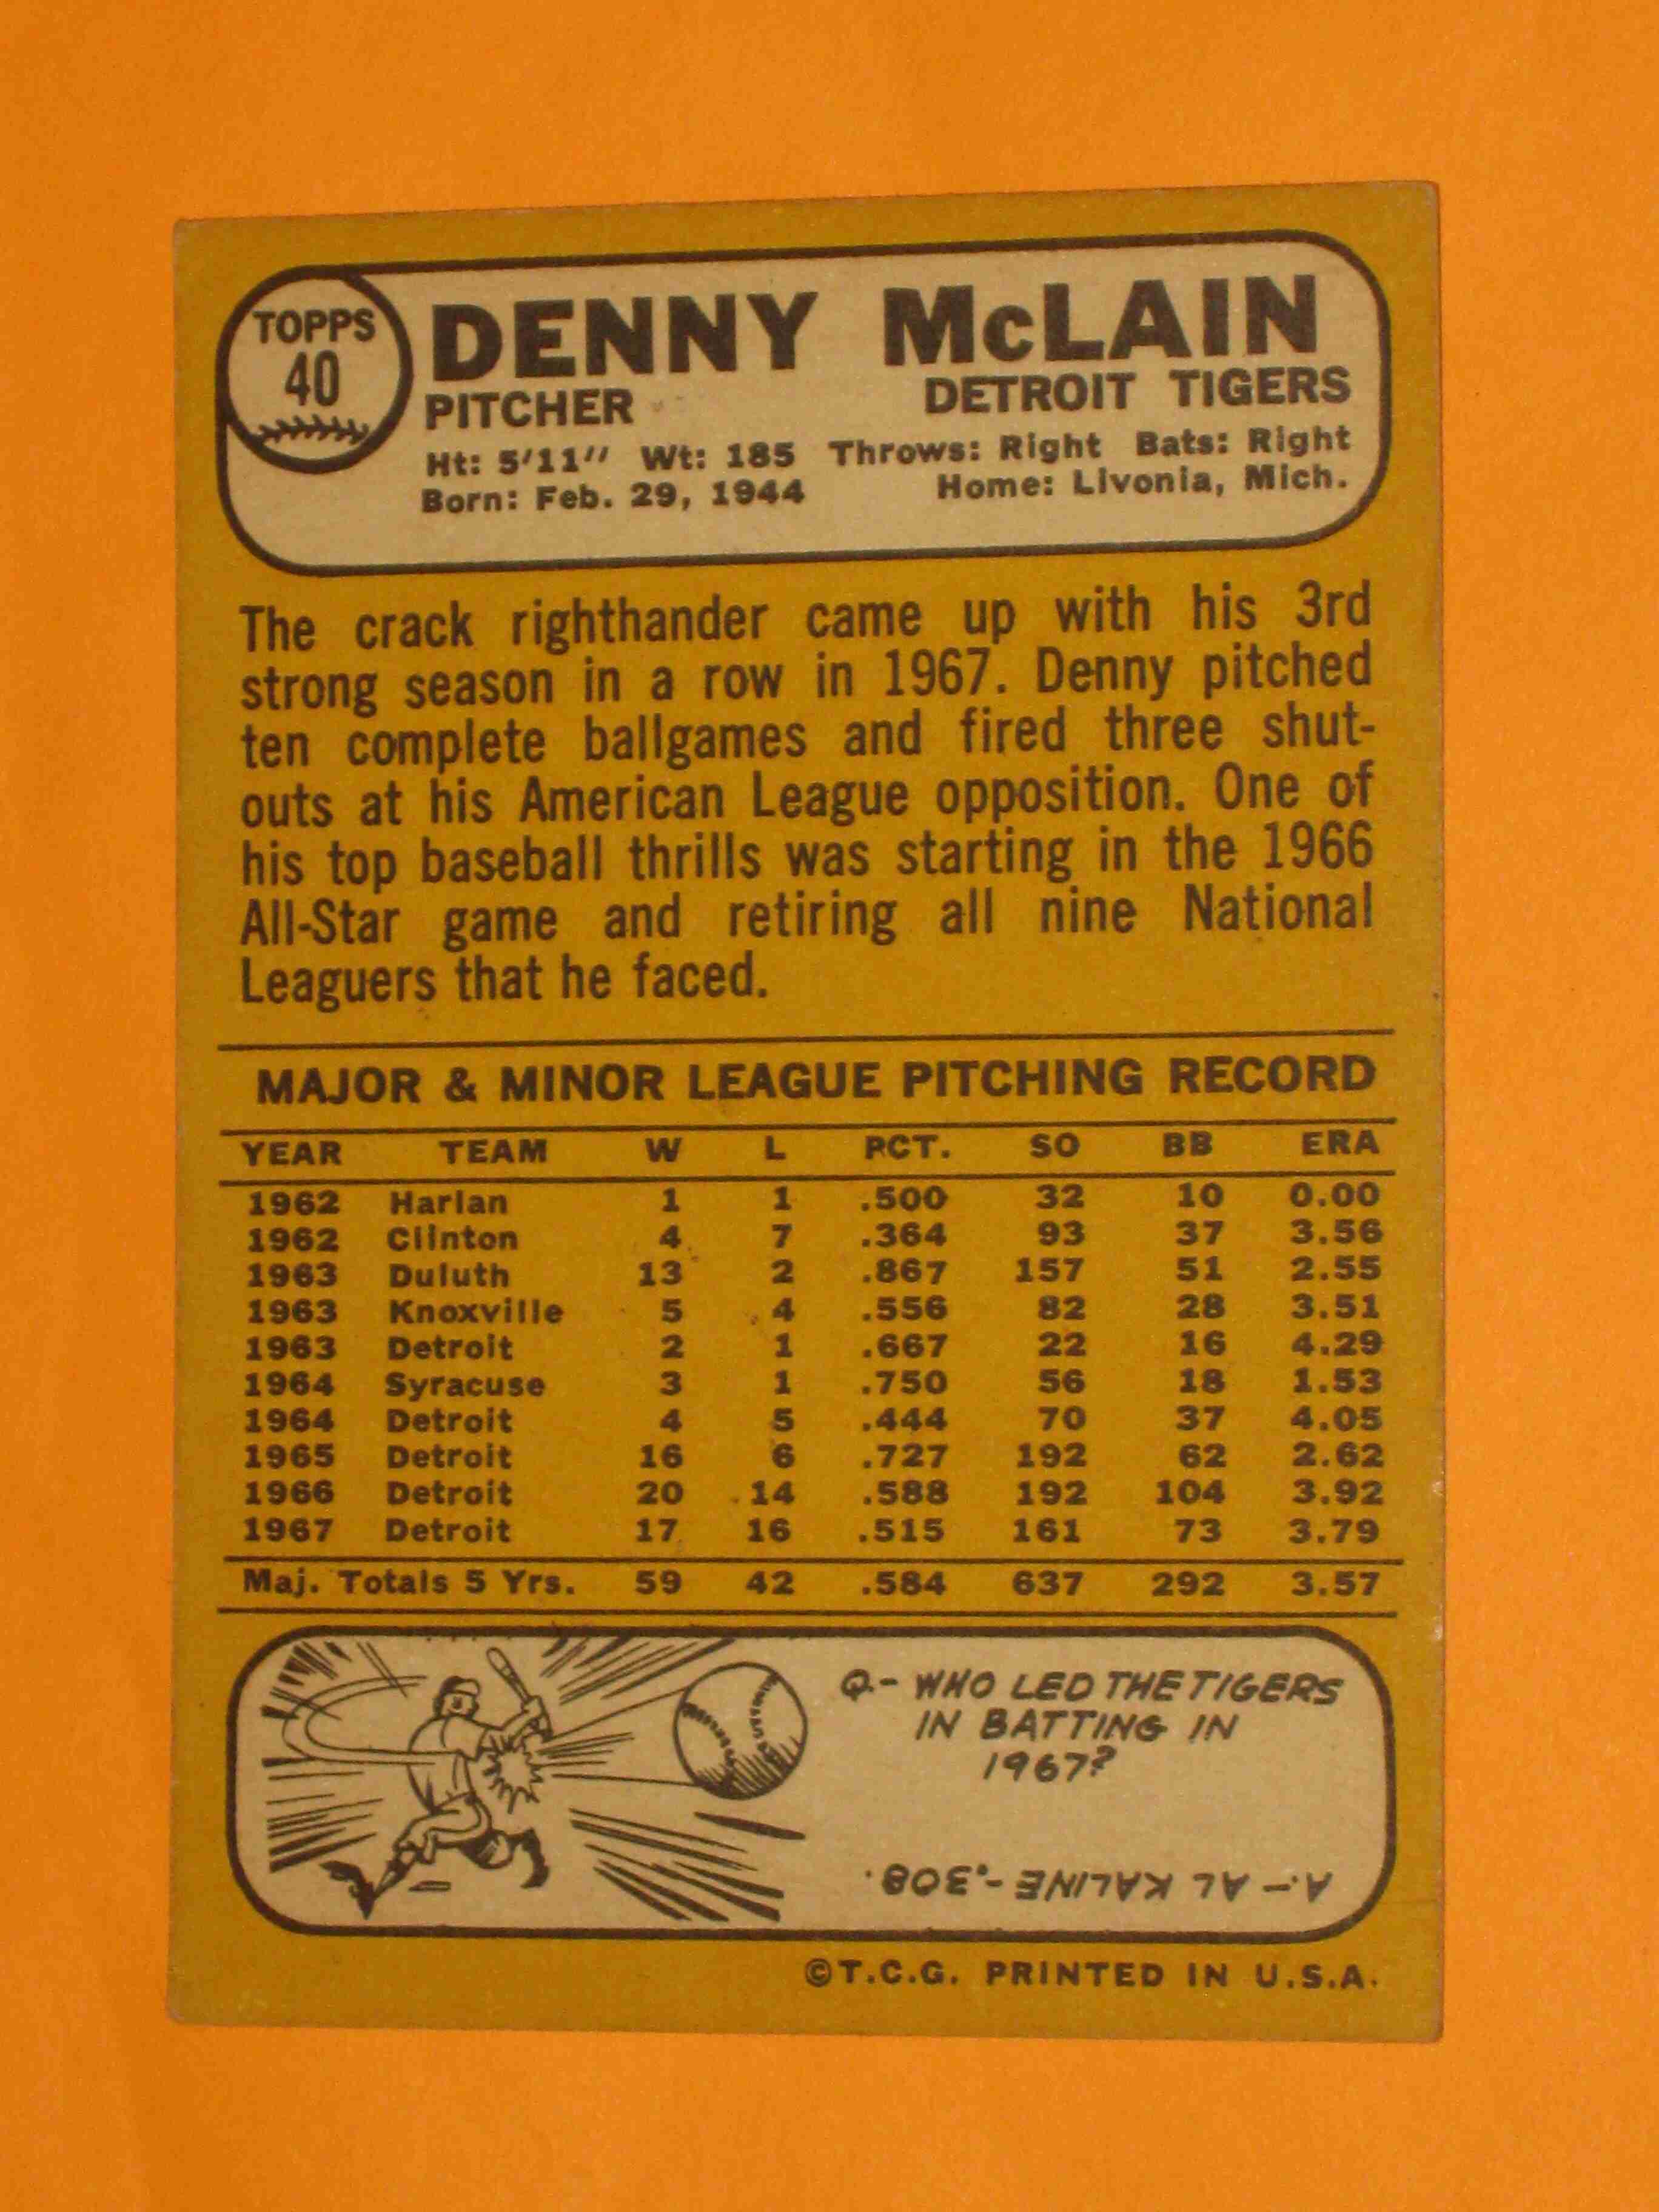 TOPPS
40
DENNY McLAIN
PITCHER DETROIT TIGERS
Ht: 5'11" Wt: 185 Throws: Right Bats: Right
Born: Feb. 29, 1944 Home: Livonia, Mich.
The crack righthander came up with his 3rd
strong season in a row in 1967. Denny pitched
ten complete ballgames and fired three shut-
outs at his American League opposition. One of
his top baseball thrills was starting in the 1966
All-Star game and retiring all nine National
Leaguers that he faced.
MAJOR & MINOR LEAGUE PITCHING RECORD
YEAR TEAM W L PCT. SO BB ERA
1962 Harlan 1 1 .500 32 10 0.00
1962 Clinton 4 7 .364 93 37 3.56
1963 Duluth 13 2 .867 157 51 2.55
1963 Knoxville 5 4 .556 82 28 3.51
1963 Detroit 2 1 .667 22 16 4.29
1964 Syracuse 3 1 .750 56 18 1.53
1964 Detroit 4 5 .444 70 37 4.05
1965 Detroit 16 6 .727 192 62 2.62
1966 Detroit 20 14 .588 192 104 3.92
1967 Detroit 17 16 .515 161 73 3.79
Maj. Totals 5 Yrs. 59 42 .584 637 292 3.57
Q.- WHO LED THE TIGERS
IN BATTING IN
1967?
A.- AL KALINE -.308.
©T.C.G. PRINTED IN U.S.A.